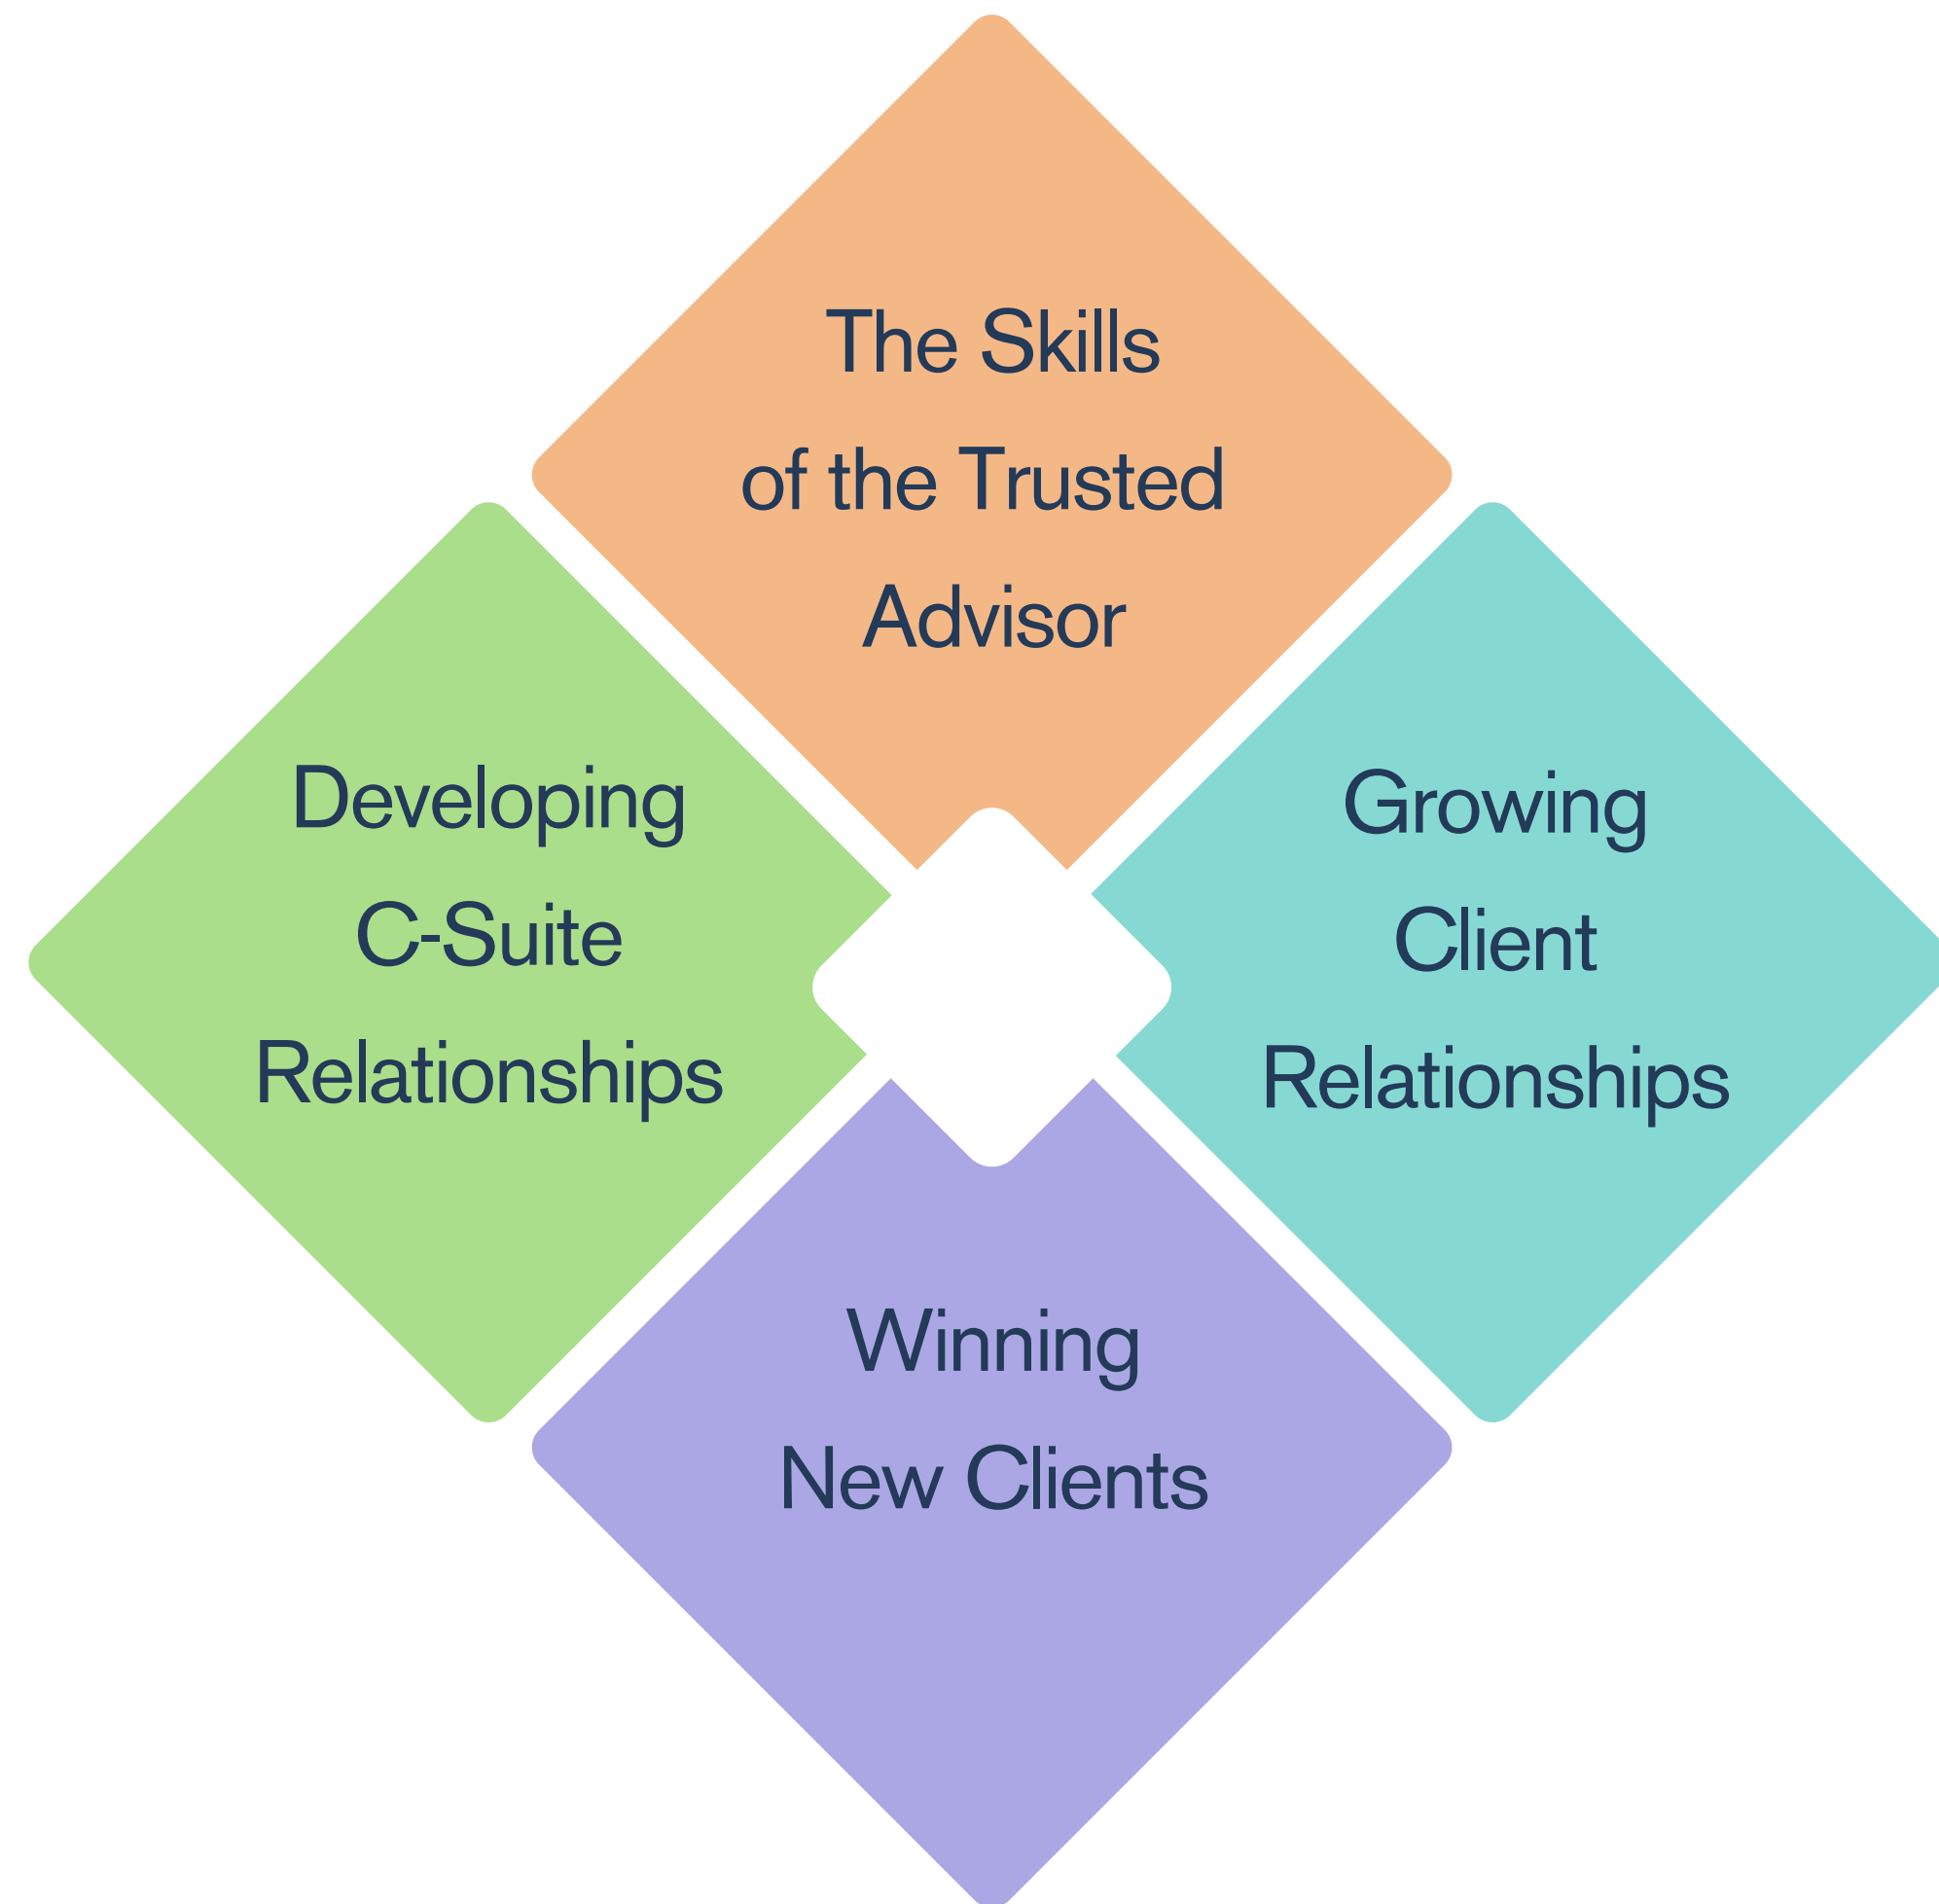 The Skills
of the Trusted
Advisor
Developing
C-Suite
Relationships
Growing
Client
Relationships
Winning
New Clients